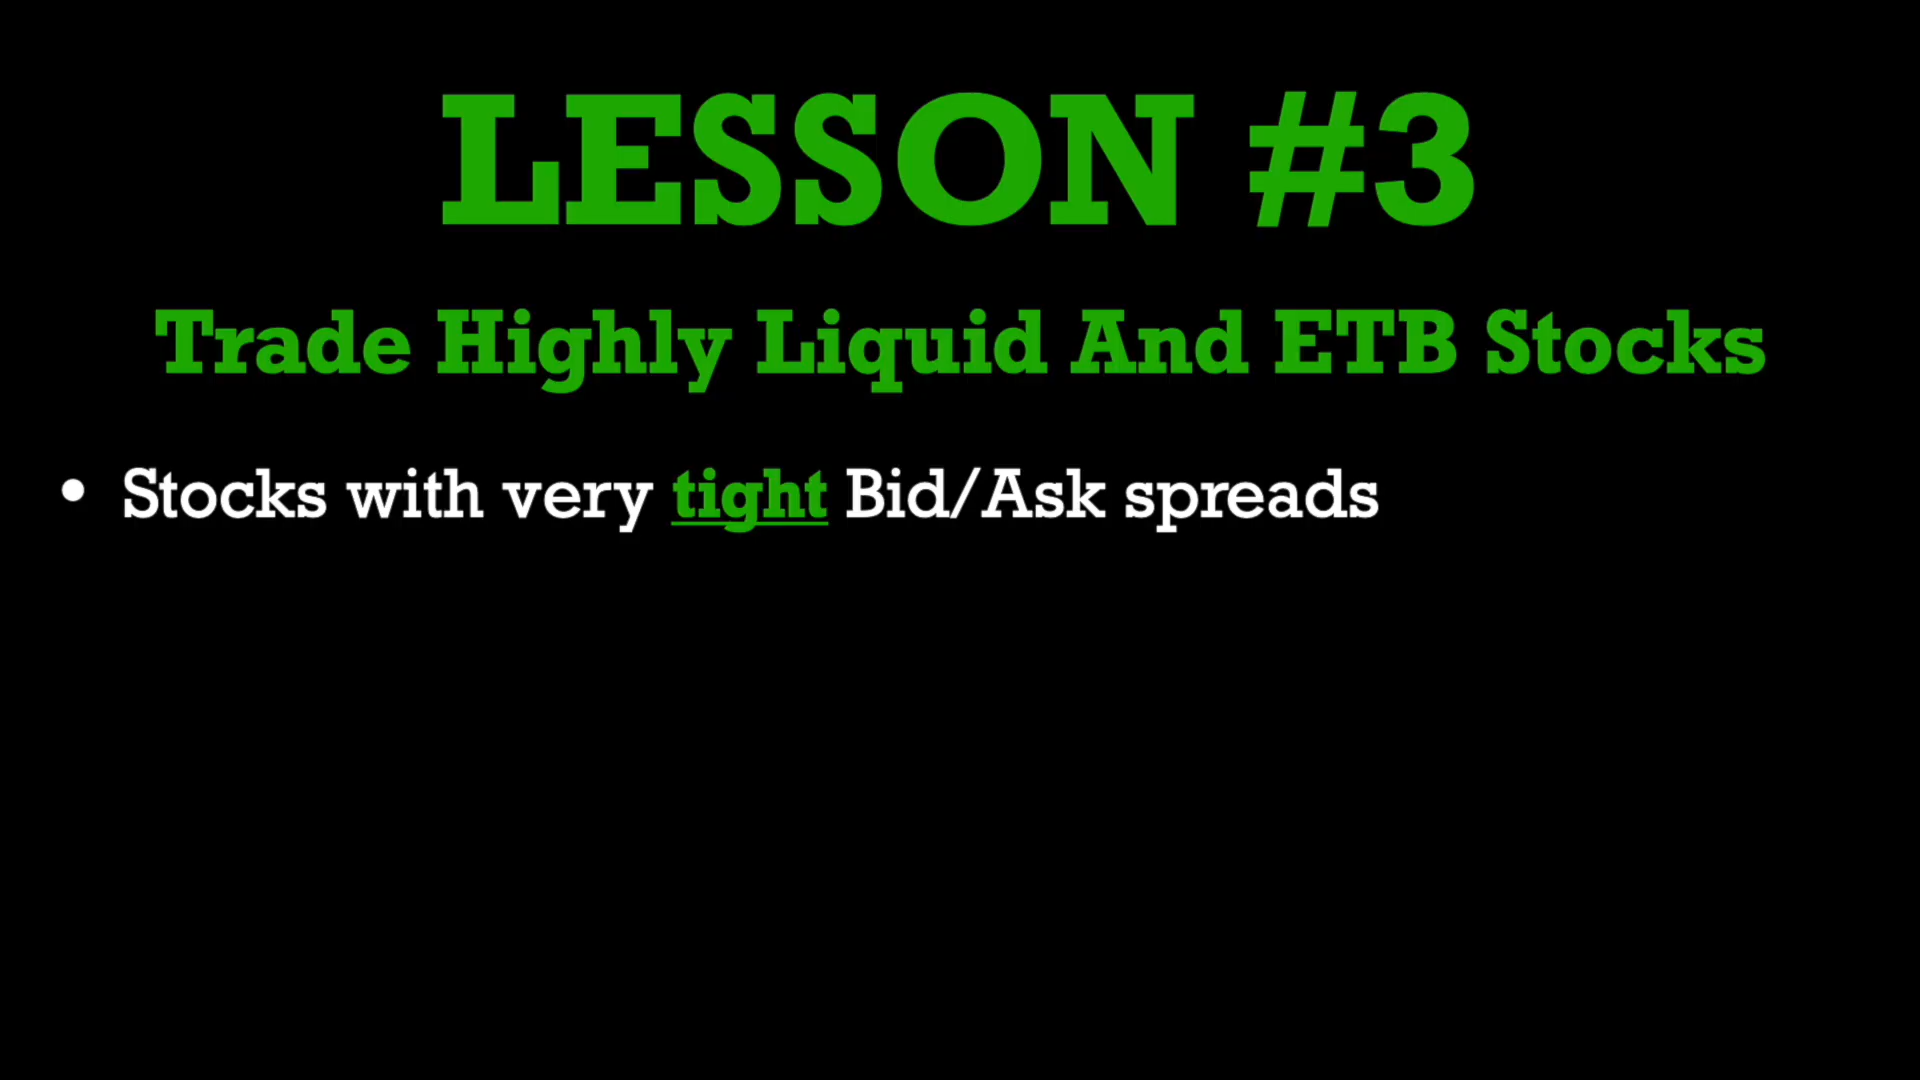 LESSON #3
Trade Highly Liquid And ETB Stocks
• Stocks with very tight Bid/Ask spreads